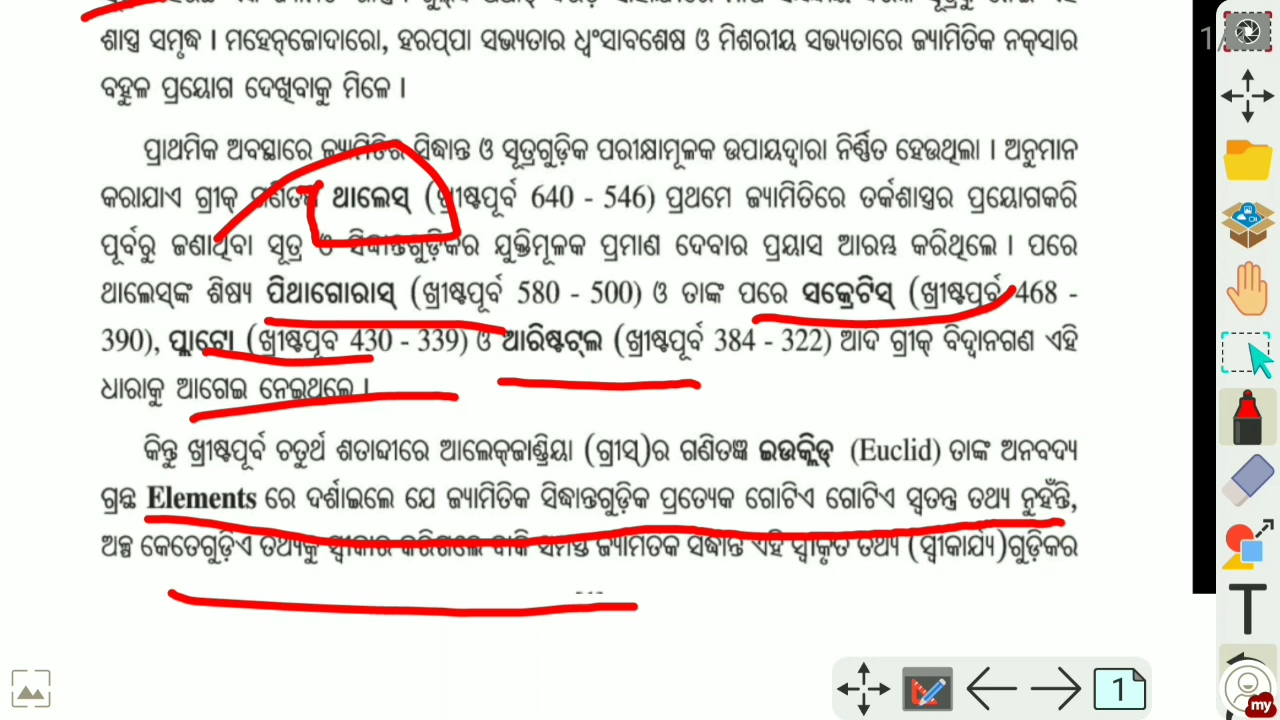 ଶାସ୍ତ୍ର ସମୃଦ୍ଧ । ମହେନ୍‌ଜୋଦାରୋ, ହରପ୍ପା ସଭ୍ୟତାର ଧ୍ୱଂସାବଶେଷ ଓ ମିଶରୀୟ ସଭ୍ୟତାରେ ଜ୍ୟାମିତିକ ନକ୍‌ସାର
ବହୁଳ ପ୍ରୟୋଗ ଦେଖିବାକୁ ମିଳେ ।
ପ୍ରାଥମିକ ଅବସ୍ଥାରେ ଜ୍ୟାମିତିର ସିଦ୍ଧାନ୍ତ ଓ ସୂତ୍ରଗୁଡ଼ିକ ପରୀକ୍ଷାମୂଳକ ଉପାୟଦ୍ୱାରା ନିର୍ଣ୍ଣିତ ହେଉଥିଲା । ଅନୁମାନ
କରାଯାଏ ଗ୍ରୀକ୍ ଗଣିତଜ୍ଞ ଥାଲେସ୍ (ଖ୍ରୀଷ୍ଟପୂର୍ବ 640 - 546) ପ୍ରଥମେ ଜ୍ୟାମିତିରେ ତର୍କଶାସ୍ତ୍ରର ପ୍ରୟୋଗକରି
ପୂର୍ବରୁ ଜଣାଥିବା ସୂତ୍ର ଓ ସିଦ୍ଧାନ୍ତଗୁଡ଼ିକର ଯୁକ୍ତିମୂଳକ ପ୍ରମାଣ ଦେବାର ପ୍ରୟାସ ଆରମ୍ଭ କରିଥିଲେ । ପରେ
ଥାଲେସ୍‌ଙ୍କ ଶିଷ୍ୟ ପିଥାଗୋରାସ୍ (ଖ୍ରୀଷ୍ଟପୂର୍ବ 580 - 500) ଓ ତାଙ୍କ ପରେ ସକ୍ରେଟିସ୍ (ଖ୍ରୀଷ୍ଟପୂର୍ବ 468 -
390), ପ୍ଲାଟୋ (ଖ୍ରୀଷ୍ଟପୂର୍ବ 430 - 339) ଓ ଆରିଷ୍ଟଟ୍‌ଲ (ଖ୍ରୀଷ୍ଟପୂର୍ବ 384 - 322) ଆଦି ଗ୍ରୀକ୍ ବିଦ୍ୱାନଗଣ ଏହି
ଧାରାକୁ ଆଗେଇ ନେଇଥିଲେ ।
କିନ୍ତୁ ଖ୍ରୀଷ୍ଟପୂର୍ବ ଚତୁର୍ଥ ଶତାବ୍ଦୀରେ ଆଲେକ୍‌ଜାଣ୍ଡ୍ରିୟା (ଗ୍ରୀସ୍)ର ଗଣିତଜ୍ଞ ଇଉକ୍ଲିଡ୍ (Euclid) ତାଙ୍କ ଅନବଦ୍ୟ
ଗ୍ରନ୍ଥ Elements ରେ ଦର୍ଶାଇଲେ ଯେ ଜ୍ୟାମିତିକ ସିଦ୍ଧାନ୍ତଗୁଡ଼ିକ ପ୍ରତ୍ୟେକ ଗୋଟିଏ ଗୋଟିଏ ସ୍ୱତନ୍ତ୍ର ତଥ୍ୟ ନୁହଁନ୍ତି,
ଅଳ୍ପ କେତେଗୁଡ଼ିଏ ତଥ୍ୟକୁ ସ୍ୱୀକାର କରିଗଲେ ବାକି ସମସ୍ତ ଜ୍ୟାମିତିକ ସିଦ୍ଧାନ୍ତ ଏହି ସ୍ୱୀକୃତ ତଥ୍ୟ (ସ୍ୱୀକାର୍ଯ୍ୟ)ଗୁଡ଼ିକର
T
1
my